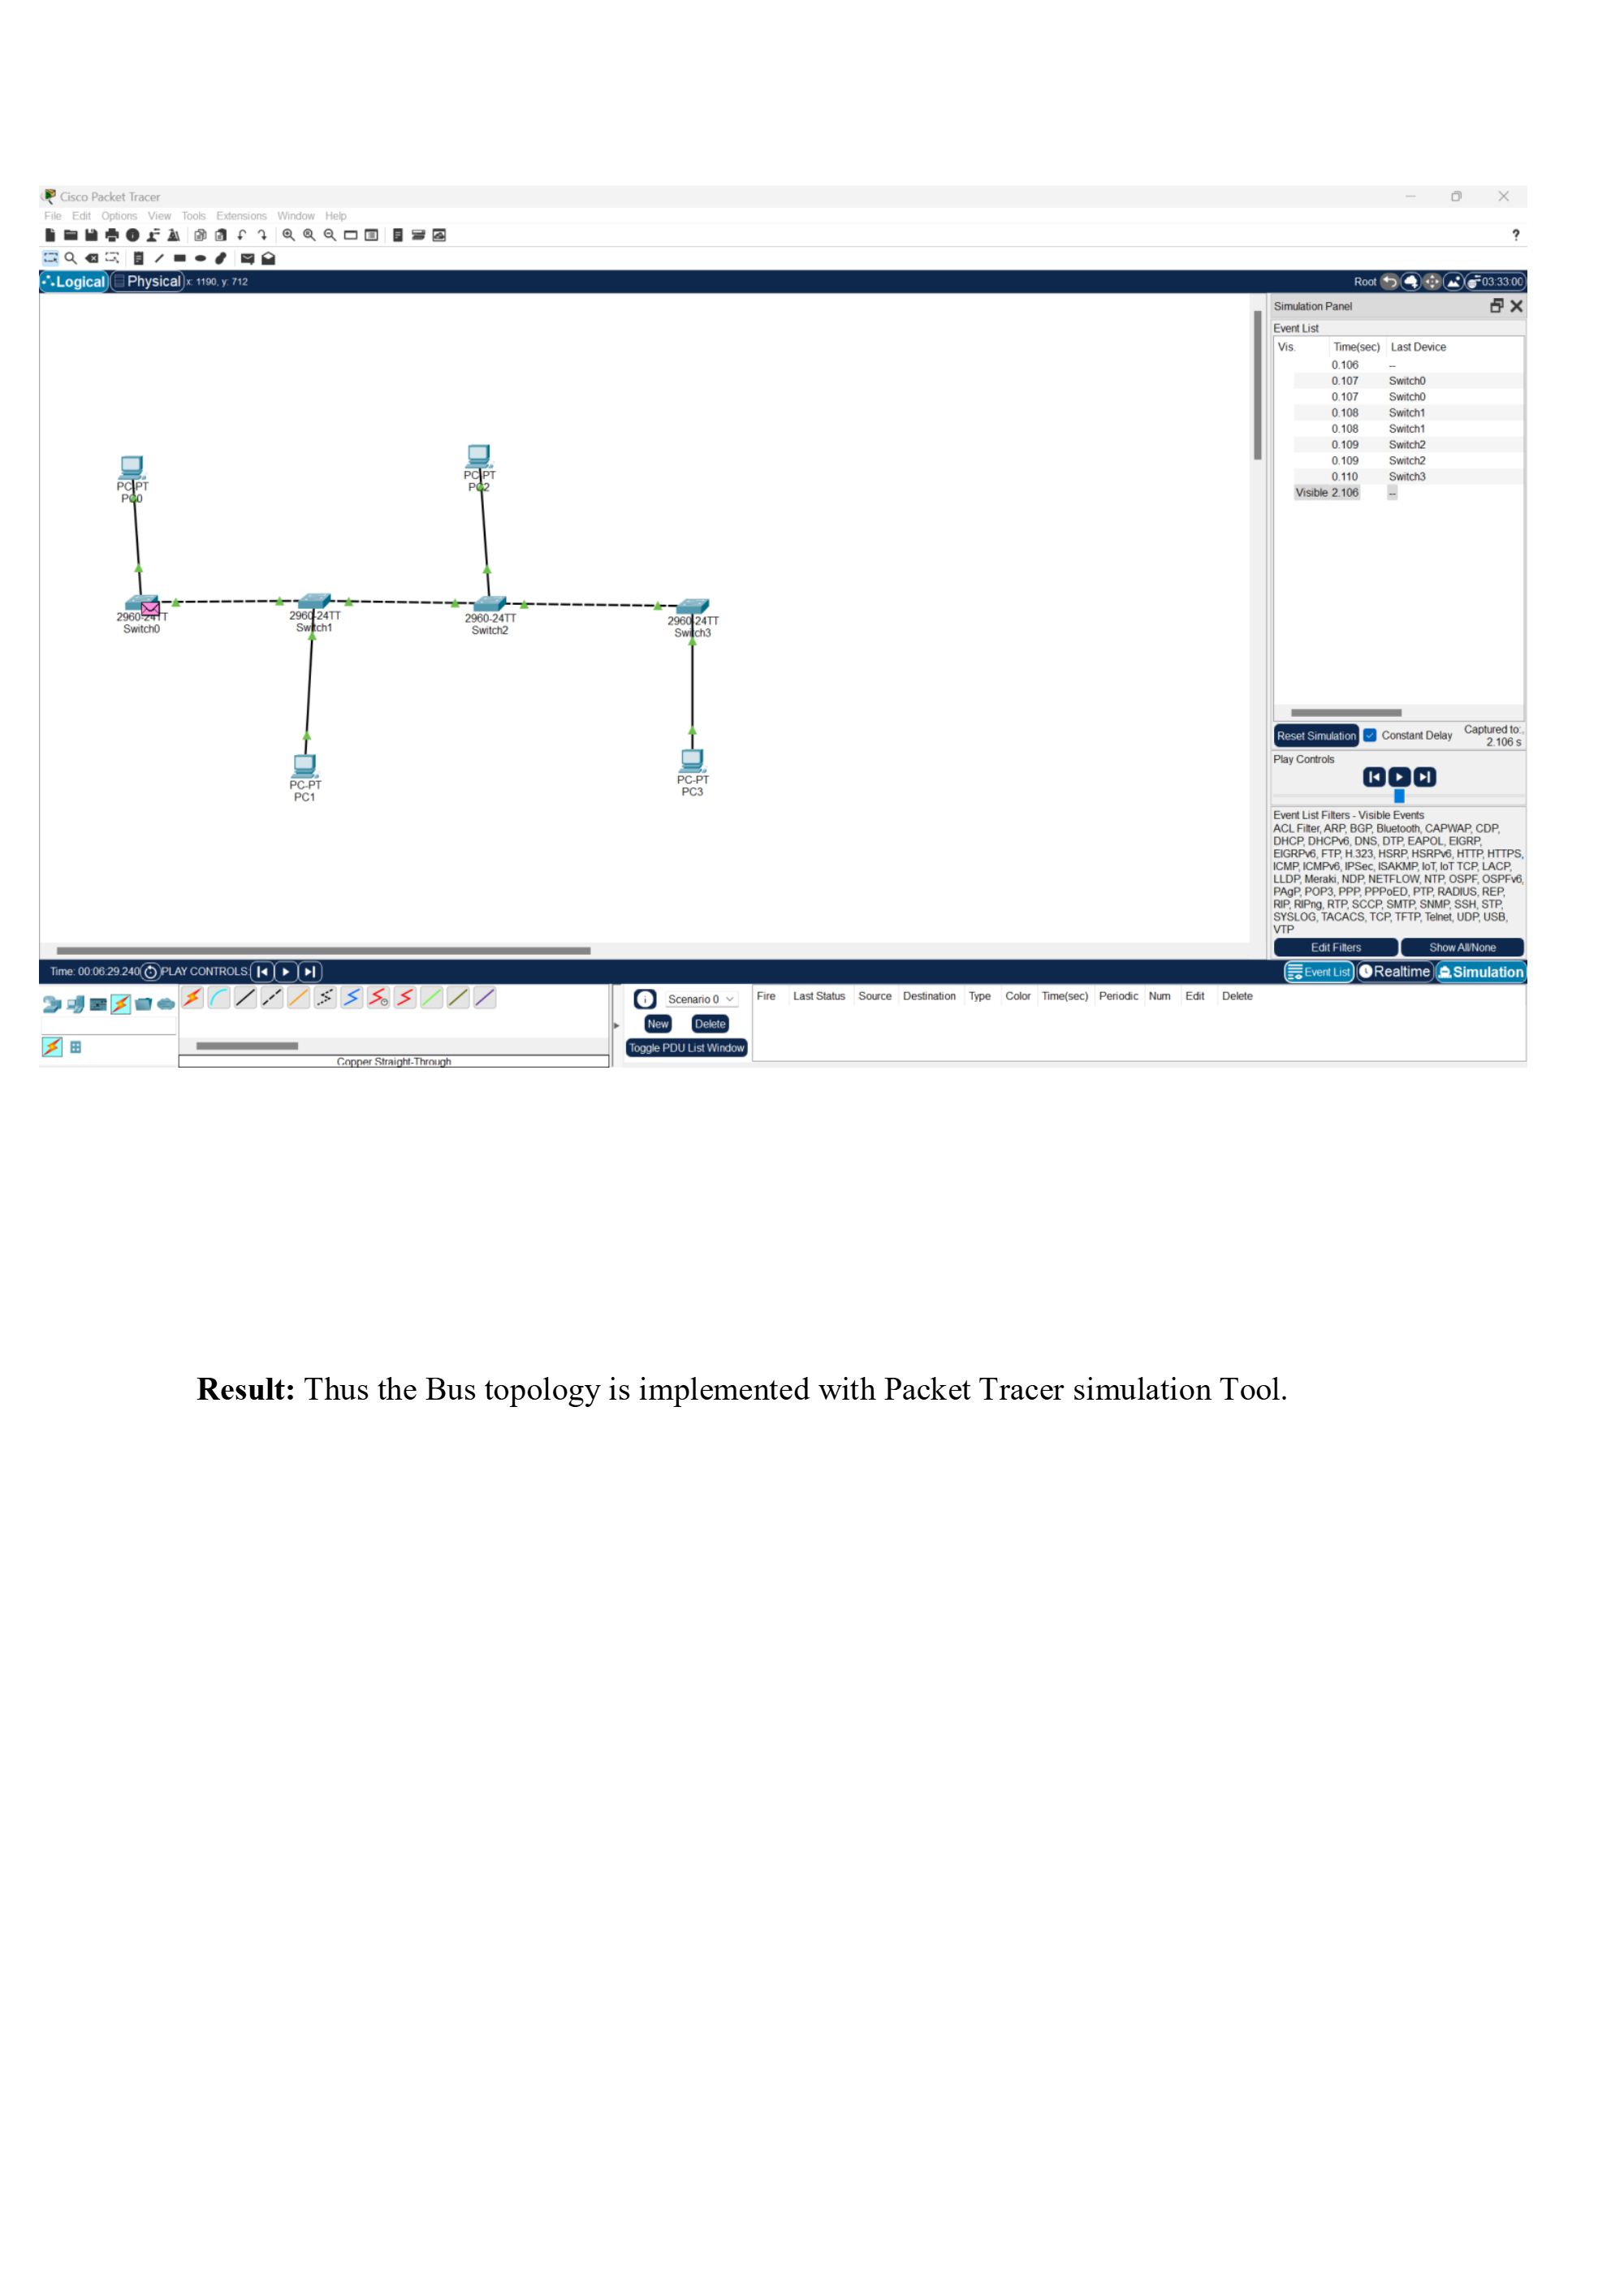 Cisco Packet Tracer
File Edit Options View Tools Extensions Window Help
?
Logical Physical x: 1190, y: 712 Root 03:33:00
Simulation Panel
Event List
Vis. Time(sec) Last Device
0.106 --
0.107 Switch0
0.107 Switch0
0.108 Switch1
0.108 Switch1
0.109 Switch2
0.109 Switch2
0.110 Switch3
Visible 2.106 --
PC-PT
PC0
PC-PT
PC2
2960-24TT
Switch0
2960-24TT
Switch1
2960-24TT
Switch2
2960-24TT
Switch3
PC-PT
PC1
PC-PT
PC3
Reset Simulation Constant Delay Captured to:
2.106 s
Play Controls
Event List Filters - Visible Events
ACL Filter, ARP, BGP, Bluetooth, CAPWAP, CDP,
DHCP, DHCPv6, DNS, DTP, EAPOL, EIGRP,
EIGRPv6, FTP, H.323, HSRP, HSRPv6, HTTP, HTTPS,
ICMP, ICMPv6, IPSec, ISAKMP, IoT, IoT TCP, LACP,
LLDP, Meraki, NDP, NETFLOW, NTP, OSPF, OSPFv6,
PAgP, POP3, PPP, PPPoED, PTP, RADIUS, REP,
RIP, RIPng, RTP, SCCP, SMTP, SNMP, SSH, STP,
SYSLOG, TACACS, TCP, TFTP, Telnet, UDP, USB,
VTP
Edit Filters Show All/None
Time: 00:06:29.240 PLAY CONTROLS: Event List Realtime Simulation
Scenario 0 Fire Last Status Source Destination Type Color Time(sec) Periodic Num Edit Delete
New Delete
Toggle PDU List Window
Copper Straight-Through
Result: Thus the Bus topology is implemented with Packet Tracer simulation Tool.